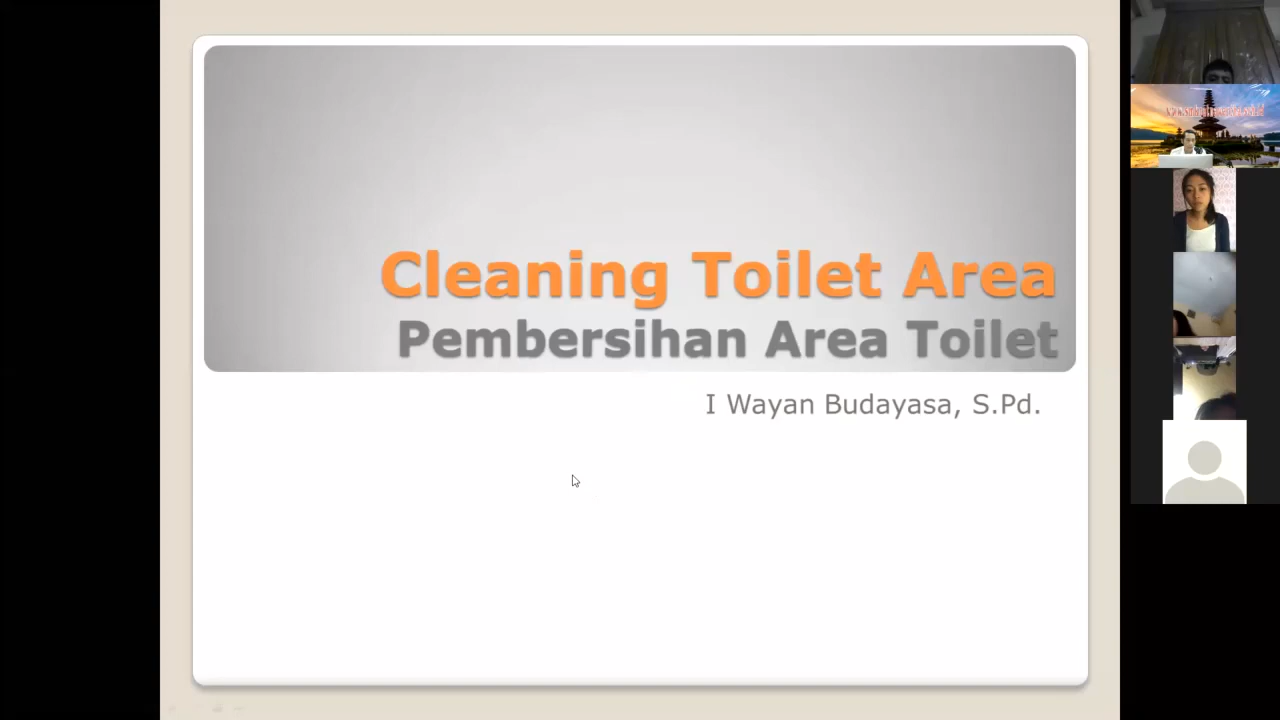 Cleaning Toilet Area
Pembersihan Area Toilet
I Wayan Budayasa, S.Pd.